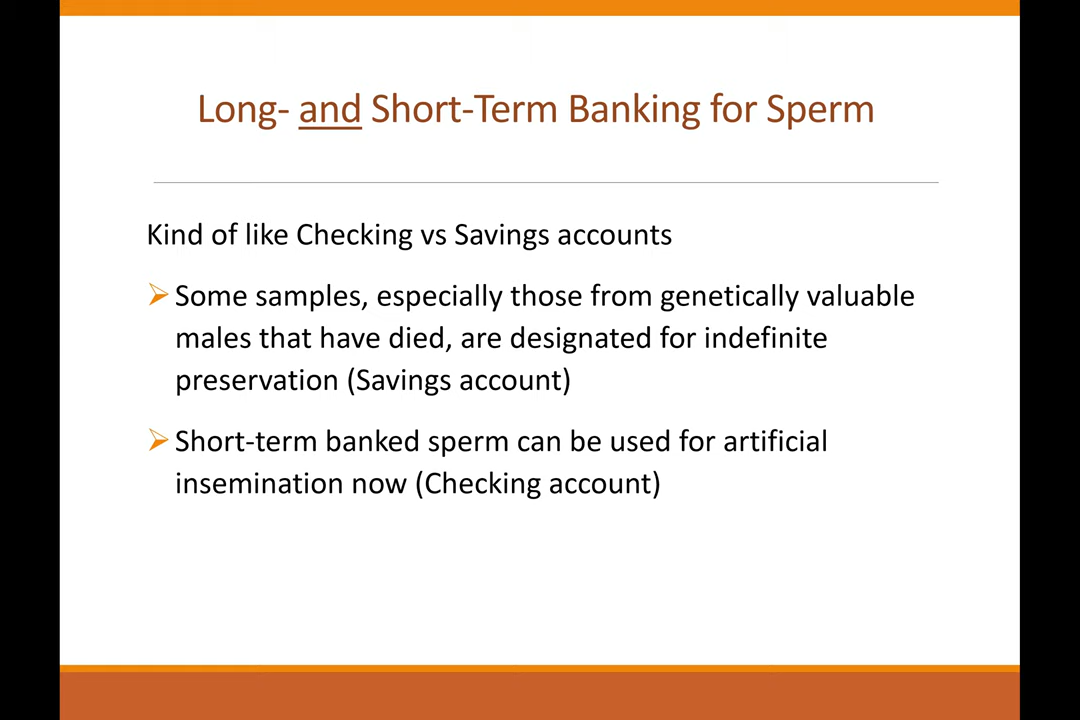 Long- and Short-Term Banking for Sperm
Kind of like Checking vs Savings accounts
Some samples, especially those from genetically valuable
males that have died, are designated for indefinite
preservation (Savings account)
Short-term banked sperm can be used for artificial
insemination now (Checking account)